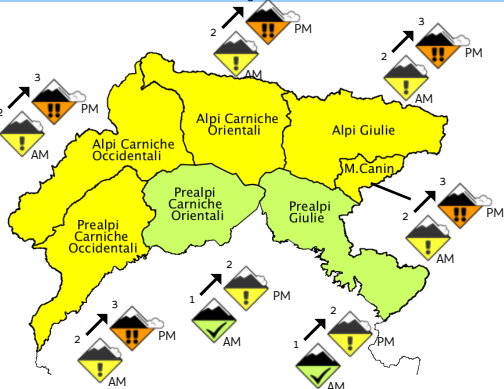 2
3
PM
AM
2
3
PM
AM
3
2
PM
AM
Alpi Carniche
Orientali
Alpi Giulie
Alpi Carniche
Occidentali
M.Canin
3
2
PM
AM
Prealpi
Carniche
Orientali
Prealpi
Giulie
Prealpi
Carniche
Occidentali
2
1
PM
AM
3
2
PM
AM
2
1
PM
AM